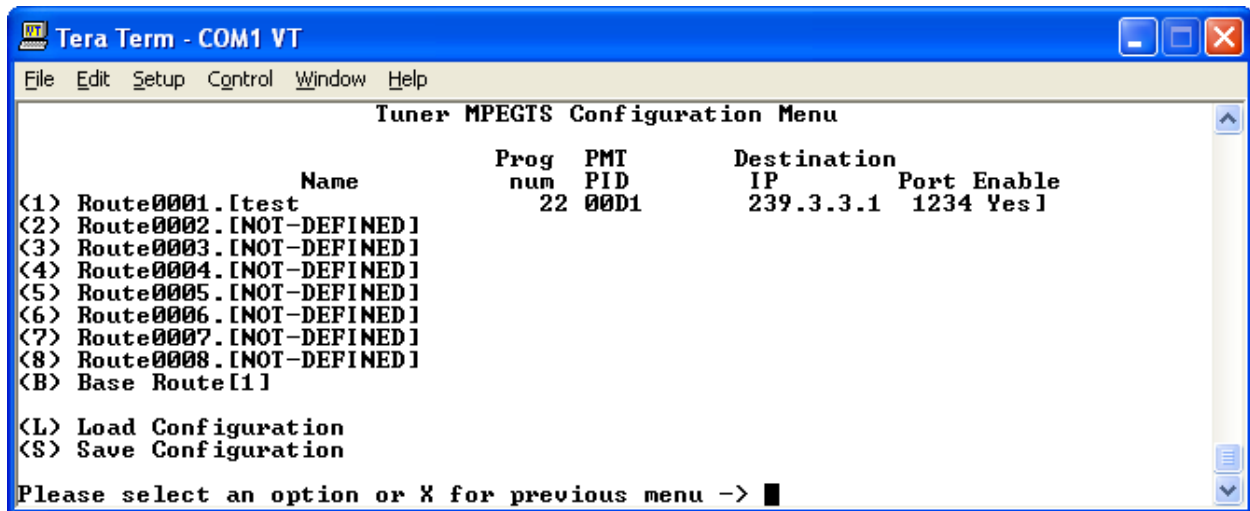 Tera Term - COM1 VT
File Edit Setup Control Window Help
Tuner MPEGTS Configuration Menu
Prog PMT Destination
Name num PID IP Port Enable
(1) Route0001.[test 22 00D1 239.3.3.1 1234 Yes]
(2) Route0002.[NOT-DEFINED]
(3) Route0003.[NOT-DEFINED]
(4) Route0004.[NOT-DEFINED]
(5) Route0005.[NOT-DEFINED]
(6) Route0006.[NOT-DEFINED]
(7) Route0007.[NOT-DEFINED]
(8) Route0008.[NOT-DEFINED]
(B) Base Route[1]
(L) Load Configuration
(S) Save Configuration
Please select an option or X for previous menu ->